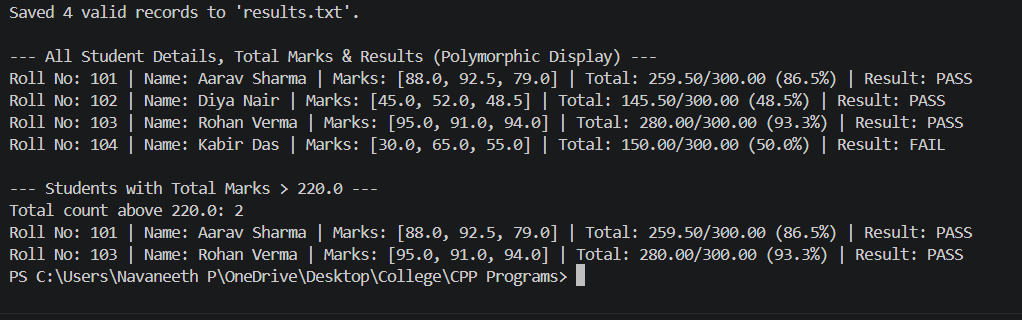 Saved 4 valid records to 'results.txt'.
--- All Student Details, Total Marks & Results (Polymorphic Display) ---
Roll No: 101 | Name: Aarav Sharma | Marks: [88.0, 92.5, 79.0] | Total: 259.50/300.00 (86.5%) | Result: PASS
Roll No: 102 | Name: Diya Nair | Marks: [45.0, 52.0, 48.5] | Total: 145.50/300.00 (48.5%) | Result: PASS
Roll No: 103 | Name: Rohan Verma | Marks: [95.0, 91.0, 94.0] | Total: 280.00/300.00 (93.3%) | Result: PASS
Roll No: 104 | Name: Kabir Das | Marks: [30.0, 65.0, 55.0] | Total: 150.00/300.00 (50.0%) | Result: FAIL
--- Students with Total Marks > 220.0 ---
Total count above 220.0: 2
Roll No: 101 | Name: Aarav Sharma | Marks: [88.0, 92.5, 79.0] | Total: 259.50/300.00 (86.5%) | Result: PASS
Roll No: 103 | Name: Rohan Verma | Marks: [95.0, 91.0, 94.0] | Total: 280.00/300.00 (93.3%) | Result: PASS
PS C:\Users\Navaneeth P\OneDrive\Desktop\College\CPP Programs>